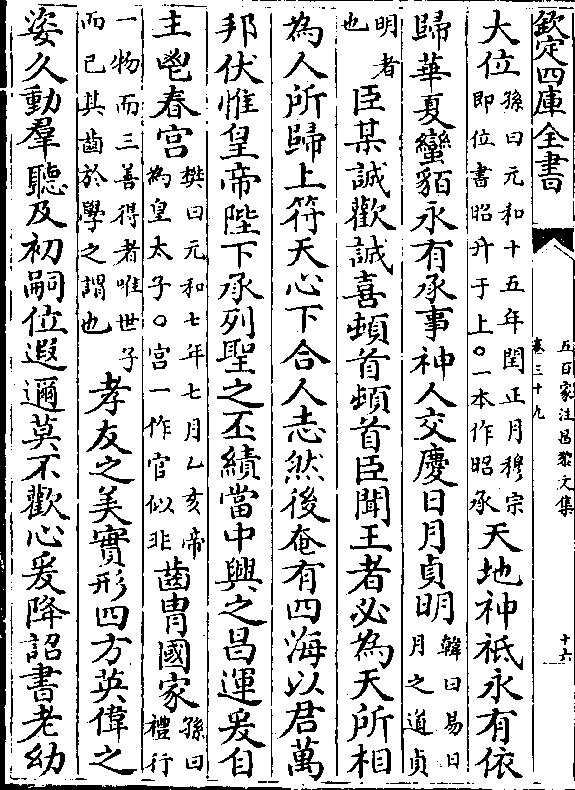 欽定四庫全書
五百家注昌黎文集
卷三十九
十六
大位孫曰元和十五年閏正月穆宗即位書昭升于上○一本作昭承天地神祗永有依
歸華夏蠻貊永有承事神人交慶日月貞明韓曰易日月之道貞
明者也臣某誠歡誠喜頓首頓首臣聞王者必為天所相
為人所歸上符天心下合人志然後奄有四海以君萬
邦伏惟皇帝陛下承列聖之丕績當中興之昌運爰自
主鬯春宫樊曰元和七年七月乙亥帝為皇太子○宫一作官似非齒胄國家孫曰禮行
一物而三善得者唯世子而已其齒於學之謂也孝友之美實形四方英偉之
姿久動羣聽及初嗣位遐邇莫不歡心爰降詔書老幼